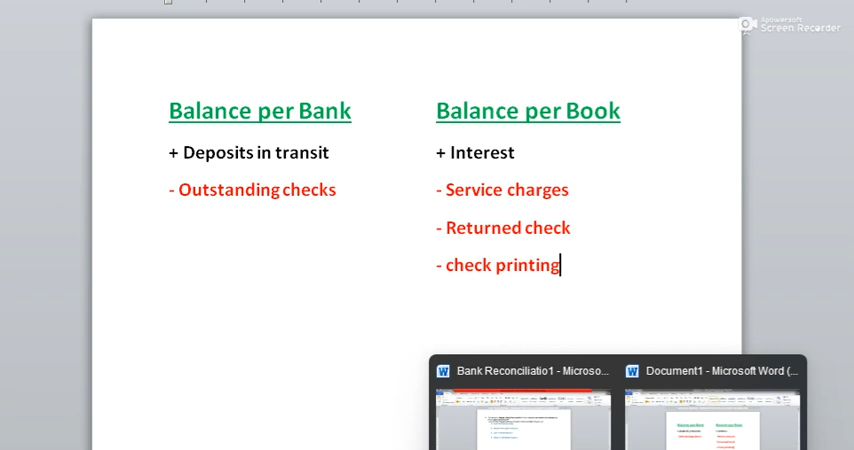 Apowersoft
Screen Recorder
Balance per Bank
+ Deposits in transit
- Outstanding checks
Balance per Book
+ Interest
- Service charges
- Returned check
- check printing
Bank Reconciliatio1 - Microso...
Document1 - Microsoft Word (...